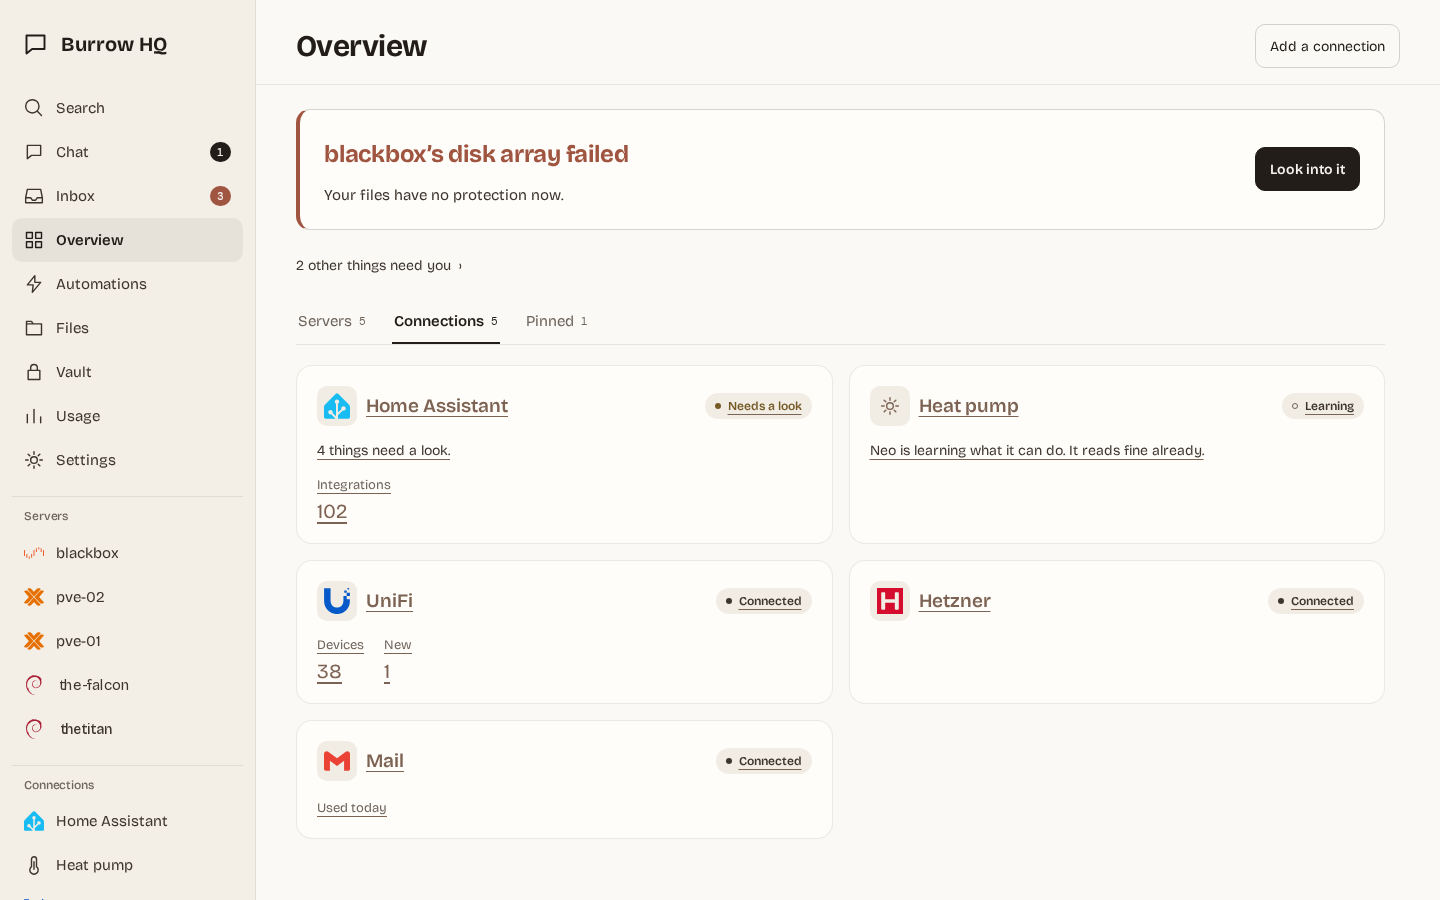 Burrow HQ
Search
Chat 1
Inbox 3
Overview
Automations
Files
Vault
Usage
Settings
Servers
blackbox
pve-02
pve-01
the-falcon
thetitan
Connections
Home Assistant
Heat pump
Overview
Add a connection
blackbox’s disk array failed
Your files have no protection now.
Look into it
2 other things need you ›
Servers 5 Connections 5 Pinned 1
Home Assistant
Needs a look
4 things need a look.
Integrations
102
Heat pump
Learning
Neo is learning what it can do. It reads fine already.
UniFi
Connected
Devices New
38 1
Hetzner
Connected
Mail
Connected
Used today